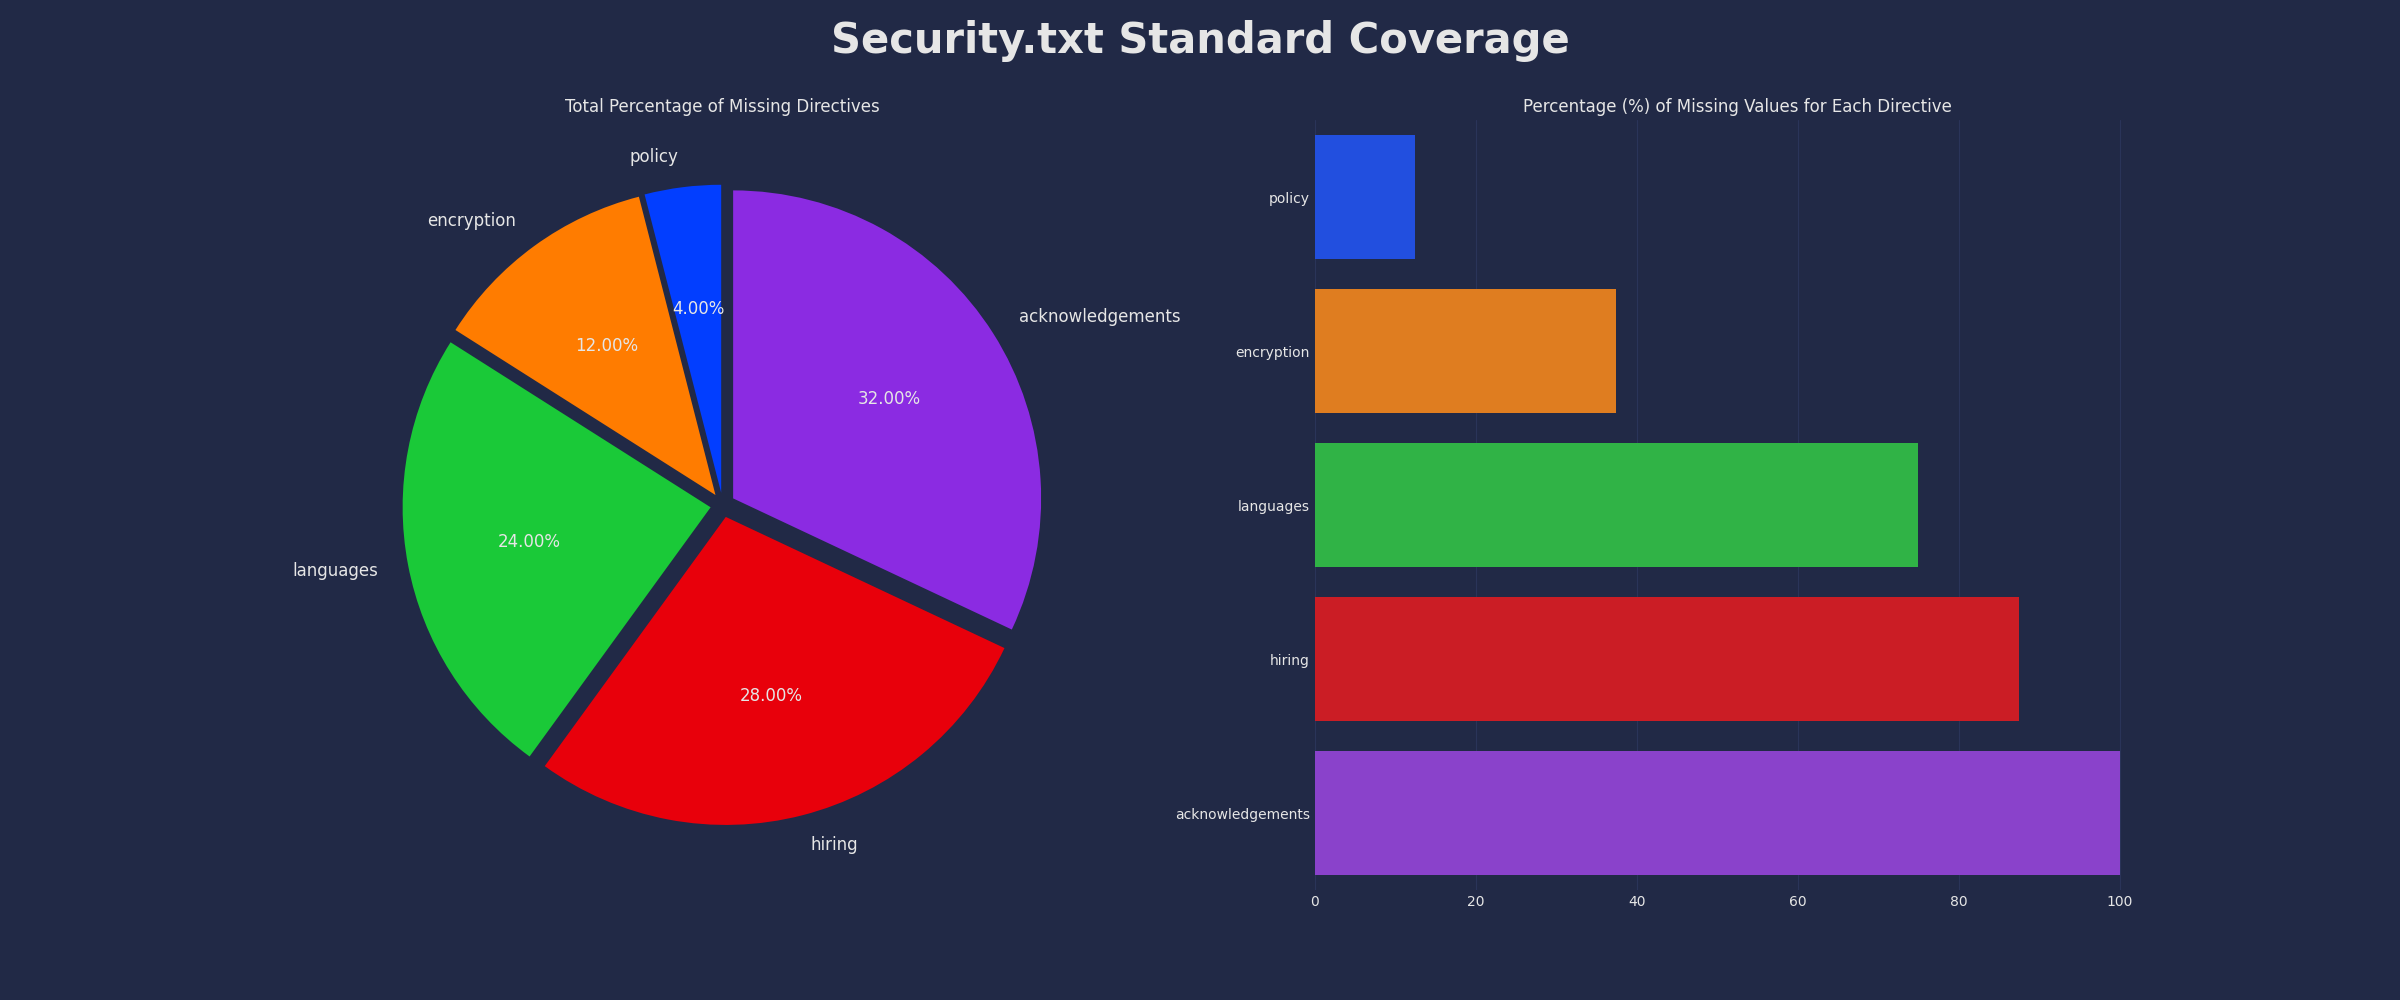 Security.txt Standard Coverage
Total Percentage of Missing Directives
policy
encryption
acknowledgements
languages
hiring
4.00%
12.00%
32.00%
24.00%
28.00%
Percentage (%) of Missing Values for Each Directive
policy
encryption
languages
hiring
acknowledgements
0 20 40 60 80 100